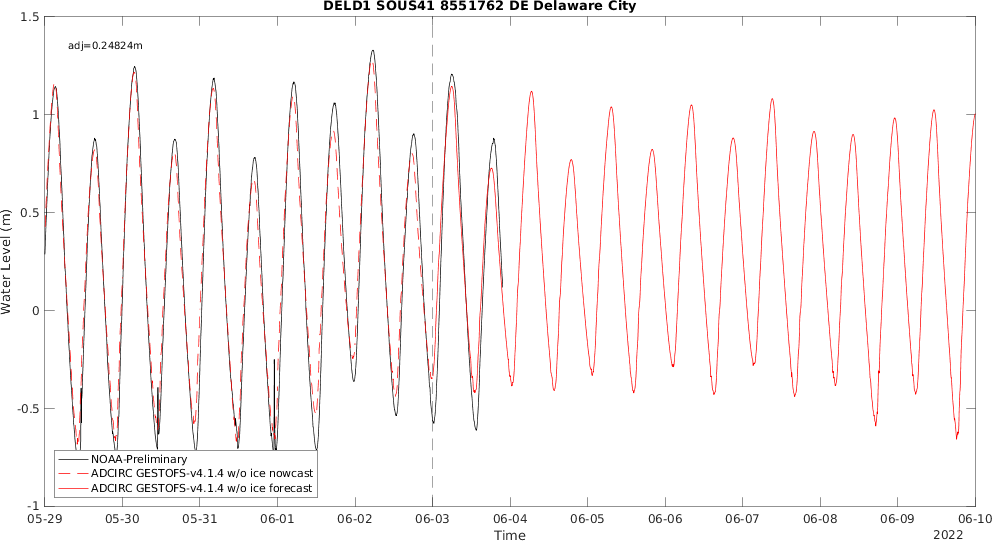 DELD1 SOUS41 8551762 DE Delaware City
adj=0.24824m
Water Level (m)
1.5
1
0.5
0
-0.5
-1
NOAA-Preliminary
ADCIRC GESTOFS-v4.1.4 w/o ice nowcast
ADCIRC GESTOFS-v4.1.4 w/o ice forecast
05-29 05-30 05-31 06-01 06-02 06-03 06-04 06-05 06-06 06-07 06-08 06-09 06-10
Time
2022